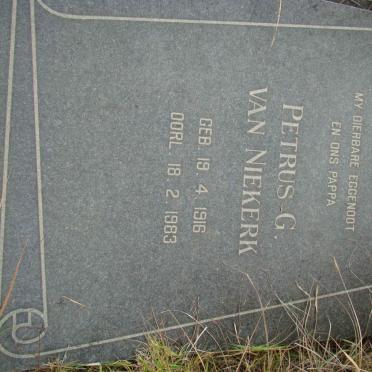 MY DIERBARE EGGENOOT
EN ONS PAPPA
PETRUS G.
VAN NIEKERK
GEB. 19. 4. 1916
OORL. 18. 2. 1983